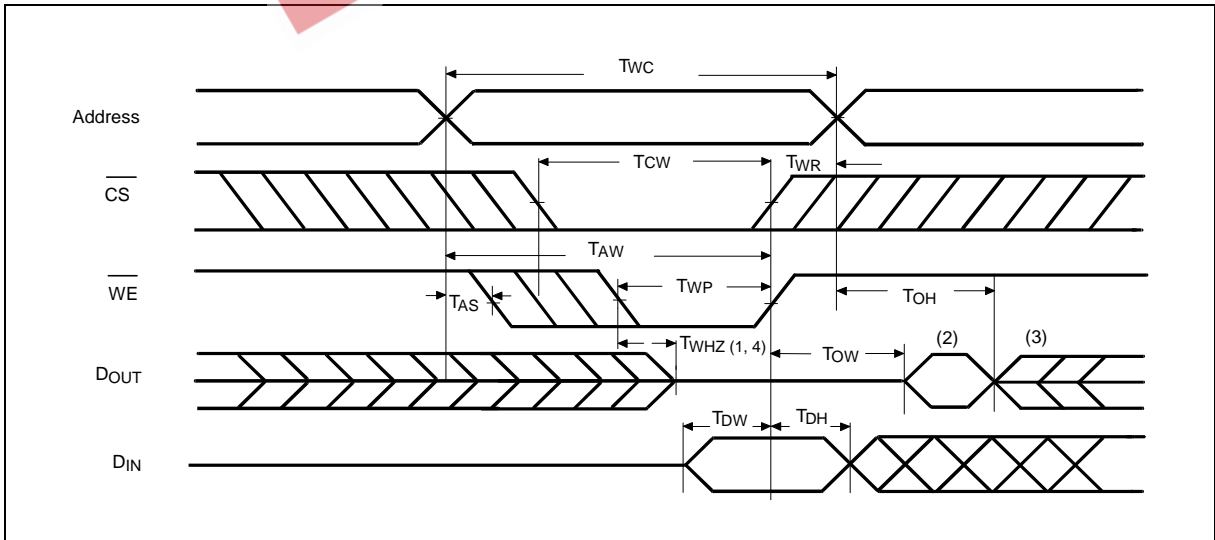 TWC
Address
TCW
TWR
CS
TAW
WE
TAS
TWP
TOH
TWHZ (1, 4)
TOW
(2)
(3)
DOUT
TDW
TDH
DIN